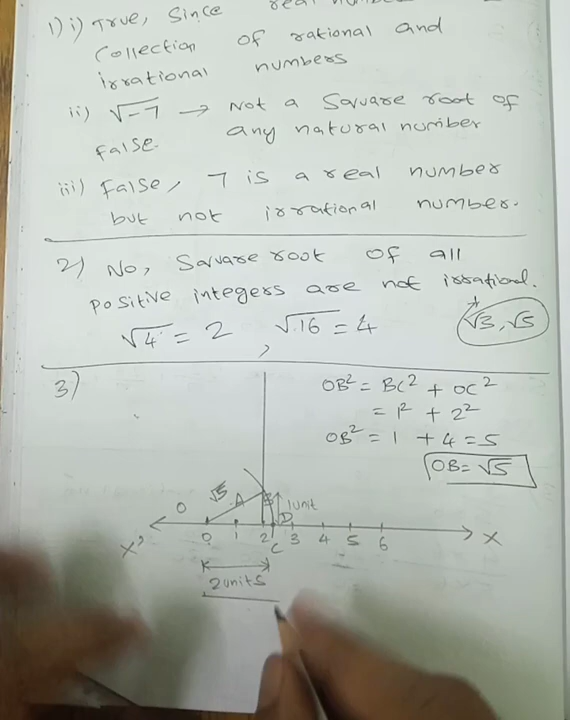 1) i) True, Since real
Collection of rational and
irrational numbers
ii) √-7 → Not a Square root of
False. any natural number
iii) False, 7 is a real number
but not irrational number.
2) No, Square root of all
positive integers are not irrational.
√4 = 2 , √16 = 4 √3, √5
3)
OB² = BC² + OC²
= 1² + 2²
OB² = 1 + 4 = 5
OB = √5
O √5 A B 1unit
D
X' 0 1 2 3 4 5 6 X
C
2units